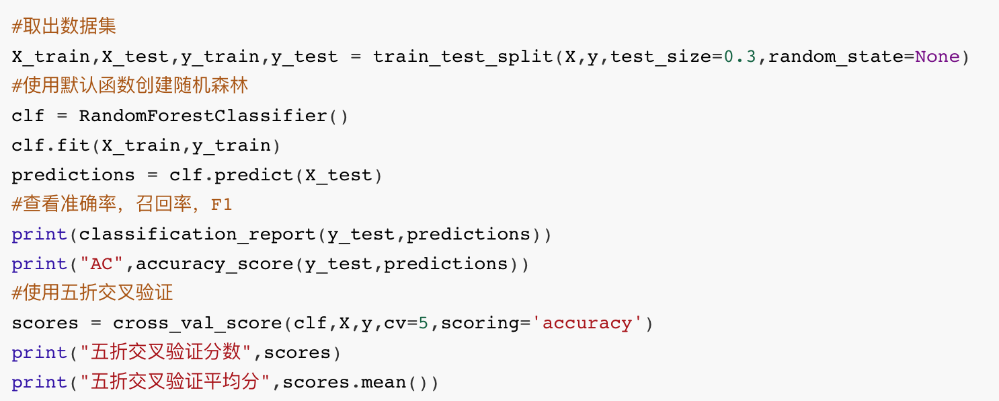 #取出数据集
X_train,X_test,y_train,y_test = train_test_split(X,y,test_size=0.3,random_state=None)
#使用默认函数创建随机森林
clf = RandomForestClassifier()
clf.fit(X_train,y_train)
predictions = clf.predict(X_test)
#查看准确率，召回率，F1
print(classification_report(y_test,predictions))
print("AC",accuracy_score(y_test,predictions))
#使用五折交叉验证
scores = cross_val_score(clf,X,y,cv=5,scoring='accuracy')
print("五折交叉验证分数",scores)
print("五折交叉验证平均分",scores.mean())